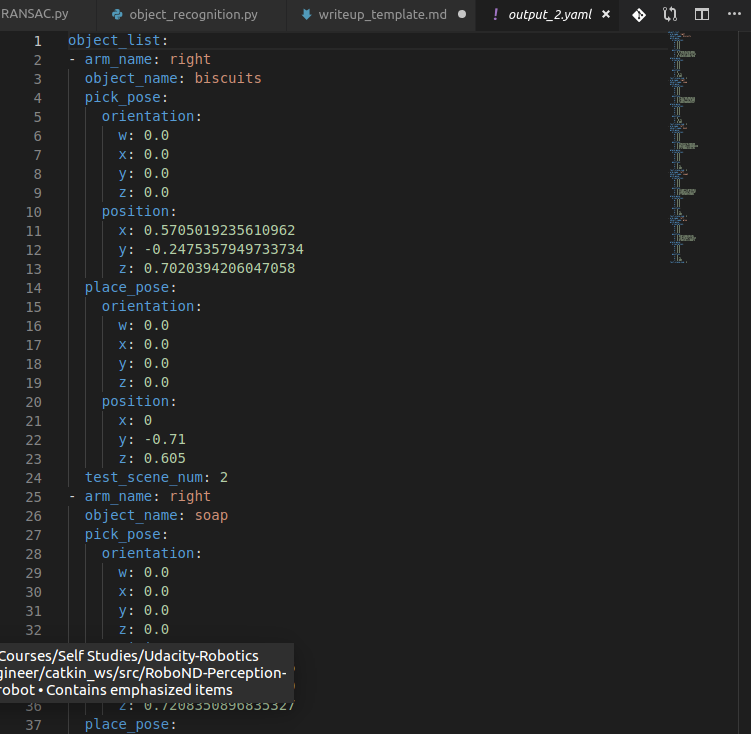 RANSAC.py object_recognition.py writeup_template.md output_2.yaml
1 object_list:
2 - arm_name: right
3 object_name: biscuits
4 pick_pose:
5 orientation:
6 w: 0.0
7 x: 0.0
8 y: 0.0
9 z: 0.0
10 position:
11 x: 0.5705019235610962
12 y: -0.2475357949733734
13 z: 0.7020394206047058
14 place_pose:
15 orientation:
16 w: 0.0
17 x: 0.0
18 y: 0.0
19 z: 0.0
20 position:
21 x: 0
22 y: -0.71
23 z: 0.605
24 test_scene_num: 2
25 - arm_name: right
26 object_name: soap
27 pick_pose:
28 orientation:
29 w: 0.0
30 x: 0.0
31 y: 0.0
32 z: 0.0
Courses/Self Studies/Udacity-Robotics
gineer/catkin_ws/src/RoboND-Perception-
robot • Contains emphasized items
36 z: 0.7208350896835327
37 place_pose: